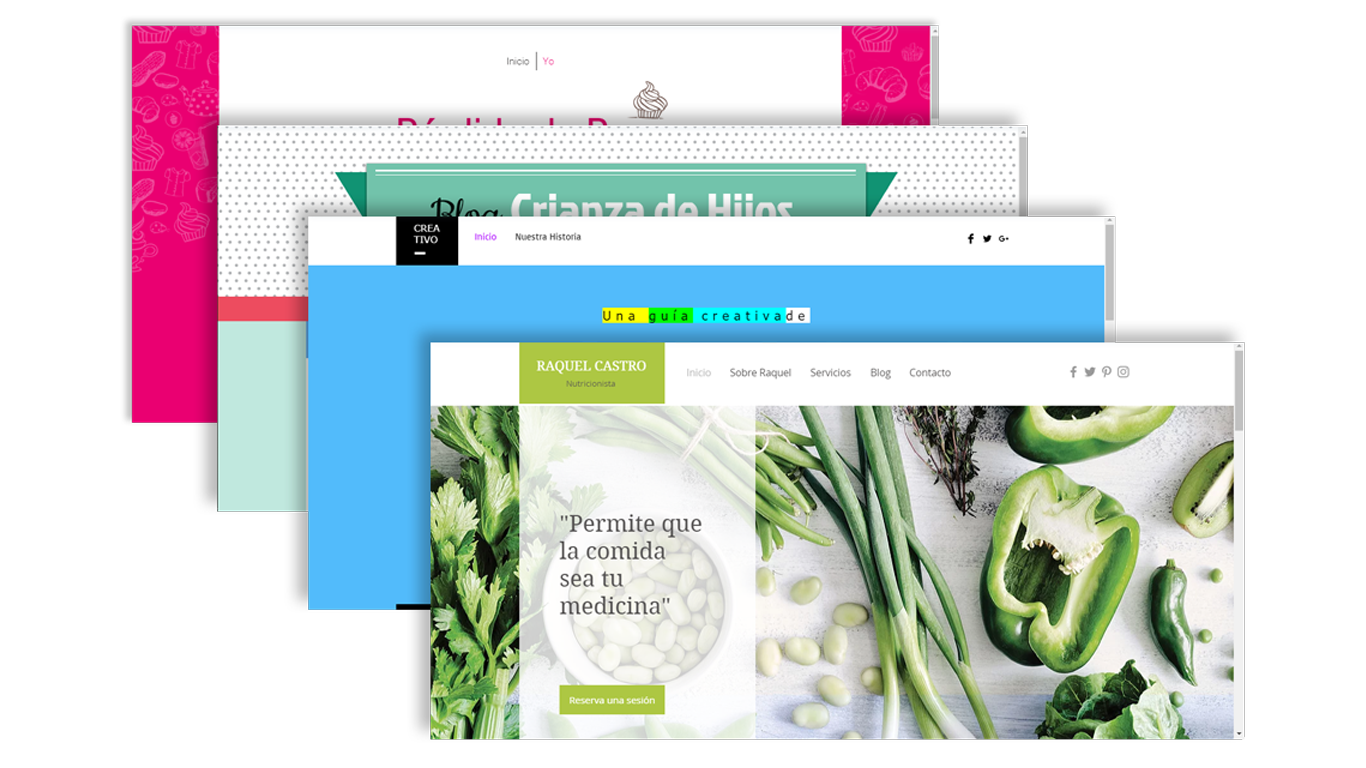 Inicio Yo
Blog Crianza de Hijos
CREA
TIVO
Inicio Nuestra Historia
Una guía creativa de
RAQUEL CASTRO
Nutricionista
Inicio Sobre Raquel Servicios Blog Contacto
"Permite que
la comida
sea tu
medicina"
Reserva una sesión